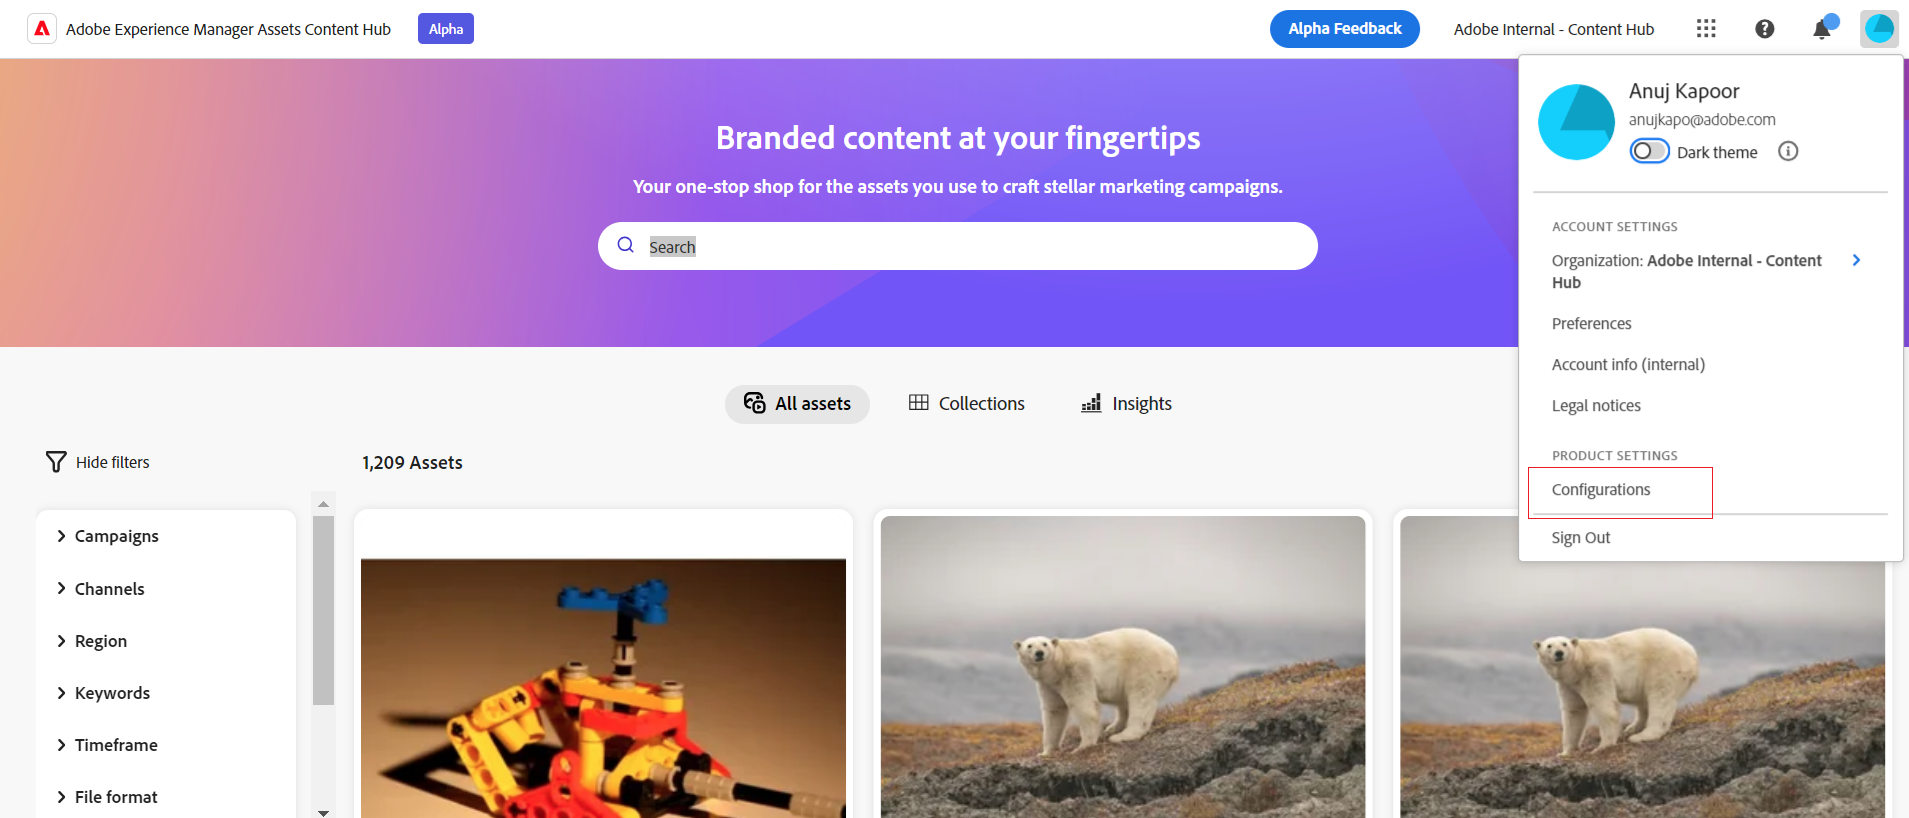 Adobe Experience Manager Assets Content Hub
Alpha
Alpha Feedback
Adobe Internal - Content Hub
Anuj Kapoor
anujkapo@adobe.com
Dark theme
Branded content at your fingertips
Your one-stop shop for the assets you use to craft stellar marketing campaigns.
Search
ACCOUNT SETTINGS
Organization: Adobe Internal - Content
Hub
Preferences
Account info (internal)
Legal notices
PRODUCT SETTINGS
Configurations
Sign Out
All assets
Collections
Insights
Hide filters
1,209 Assets
Campaigns
Channels
Region
Keywords
Timeframe
File format